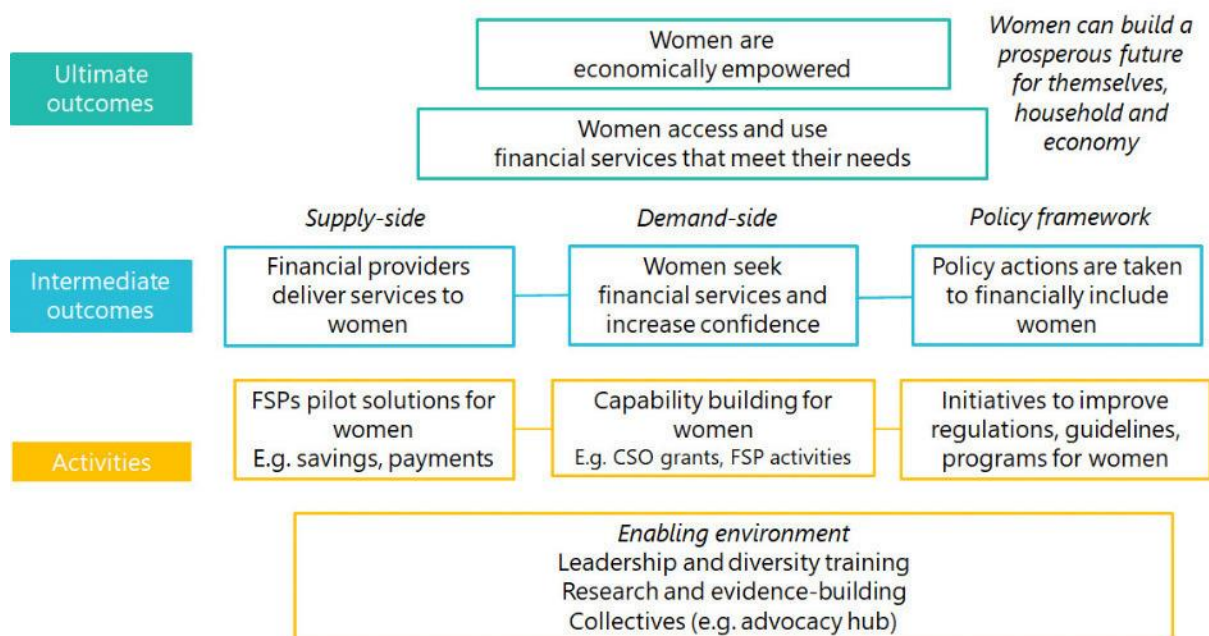 Ultimate
outcomes
Women are
economically empowered
Women access and use
financial services that meet their needs
Women can build a
prosperous future
for themselves,
household and
economy
Supply-side
Demand-side
Policy framework
Intermediate
outcomes
Financial providers
deliver services to
women
Women seek
financial services and
increase confidence
Policy actions are taken
to financially include
women
Activities
FSPs pilot solutions for
women
E.g. savings, payments
Capability building for
women
E.g. CSO grants, FSP activities
Initiatives to improve
regulations, guidelines,
programs for women
Enabling environment
Leadership and diversity training
Research and evidence-building
Collectives (e.g. advocacy hub)